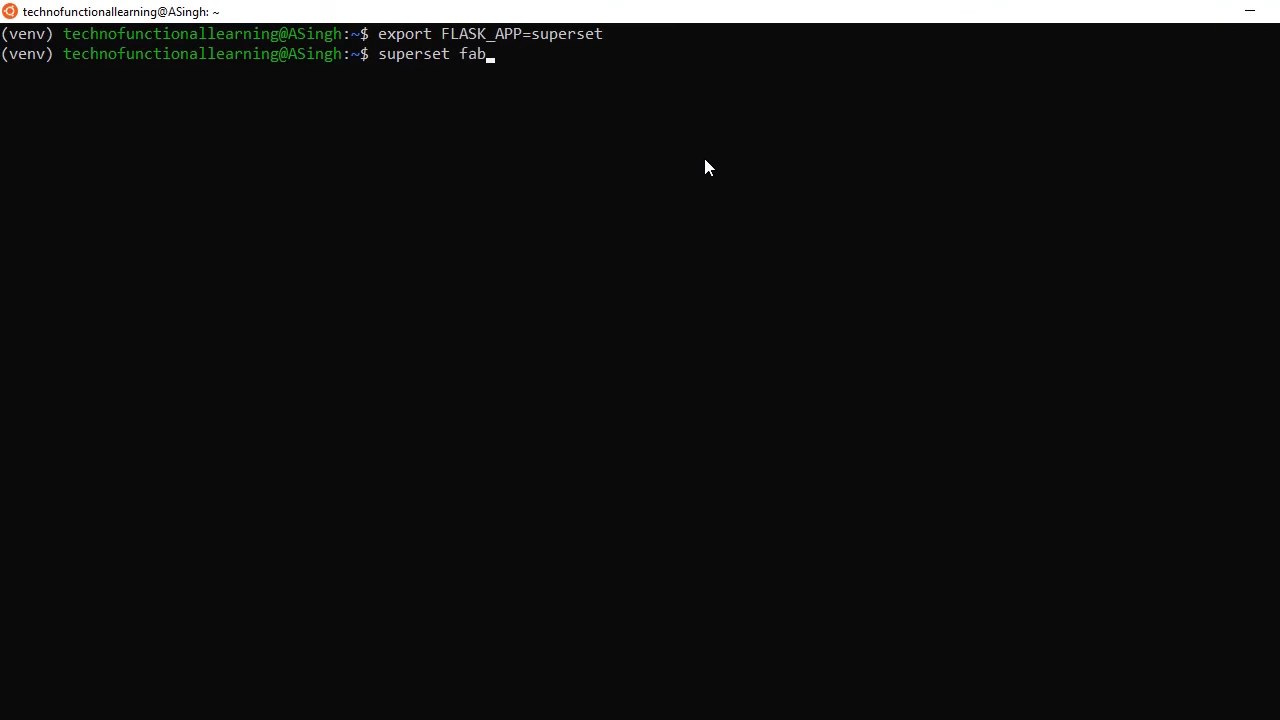 technofunctionallearning@ASingh: ~
(venv) technofunctionallearning@ASingh:~$ export FLASK_APP=superset
(venv) technofunctionallearning@ASingh:~$ superset fab